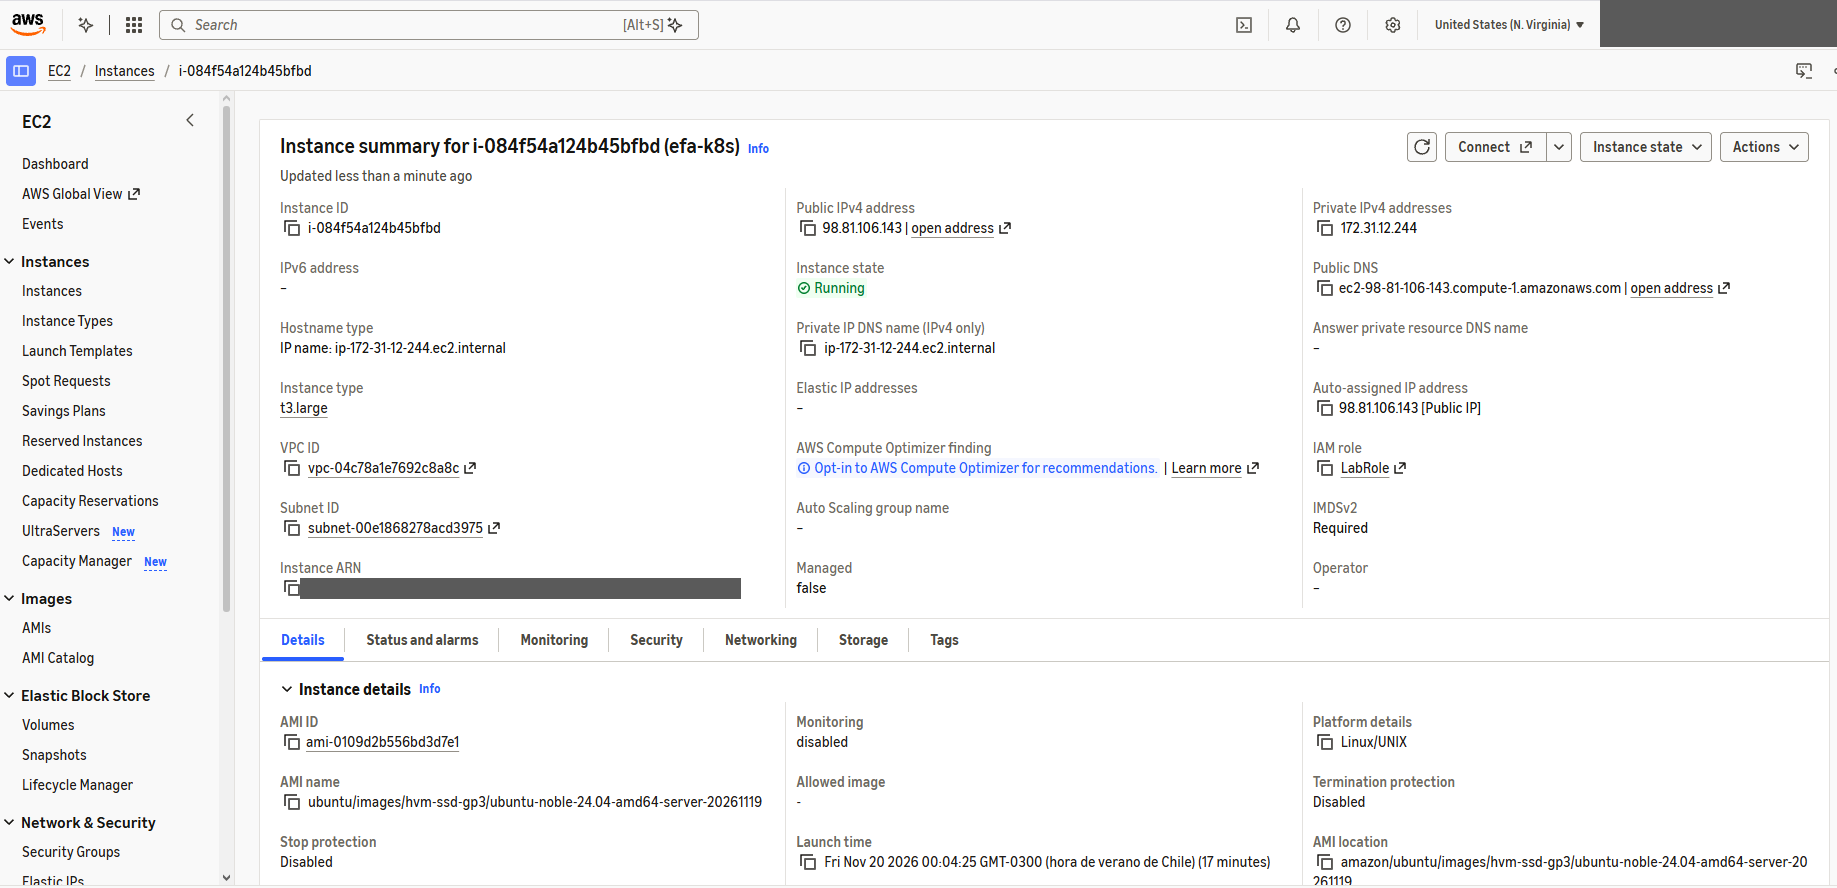 aws
Search [Alt+S]
United States (N. Virginia)
EC2 / Instances / i-084f54a124b45bfbd
EC2
Dashboard
AWS Global View
Events
Instances
Instances
Instance Types
Launch Templates
Spot Requests
Savings Plans
Reserved Instances
Dedicated Hosts
Capacity Reservations
UltraServers New
Capacity Manager New
Images
AMIs
AMI Catalog
Elastic Block Store
Volumes
Snapshots
Lifecycle Manager
Network & Security
Security Groups
Elastic IPs
Instance summary for i-084f54a124b45bfbd (efa-k8s) Info
Connect
Instance state
Actions
Updated less than a minute ago
Instance ID
i-084f54a124b45bfbd
Public IPv4 address
98.81.106.143 | open address
Private IPv4 addresses
172.31.12.244
IPv6 address
–
Instance state
Running
Public DNS
ec2-98-81-106-143.compute-1.amazonaws.com | open address
Hostname type
IP name: ip-172-31-12-244.ec2.internal
Private IP DNS name (IPv4 only)
ip-172-31-12-244.ec2.internal
Answer private resource DNS name
–
Instance type
t3.large
Elastic IP addresses
–
Auto-assigned IP address
98.81.106.143 [Public IP]
VPC ID
vpc-04c78a1e7692c8a8c
AWS Compute Optimizer finding
Opt-in to AWS Compute Optimizer for recommendations. | Learn more
IAM role
LabRole
Subnet ID
subnet-00e1868278acd3975
Auto Scaling group name
–
IMDSv2
Required
Instance ARN
Managed
false
Operator
–
Details
Status and alarms
Monitoring
Security
Networking
Storage
Tags
Instance details Info
AMI ID
ami-0109d2b556bd3d7e1
Monitoring
disabled
Platform details
Linux/UNIX
AMI name
ubuntu/images/hvm-ssd-gp3/ubuntu-noble-24.04-amd64-server-20261119
Allowed image
-
Termination protection
Disabled
Stop protection
Disabled
Launch time
Fri Nov 20 2026 00:04:25 GMT-0300 (hora de verano de Chile) (17 minutes)
AMI location
amazon/ubuntu/images/hvm-ssd-gp3/ubuntu-noble-24.04-amd64-server-20
261119